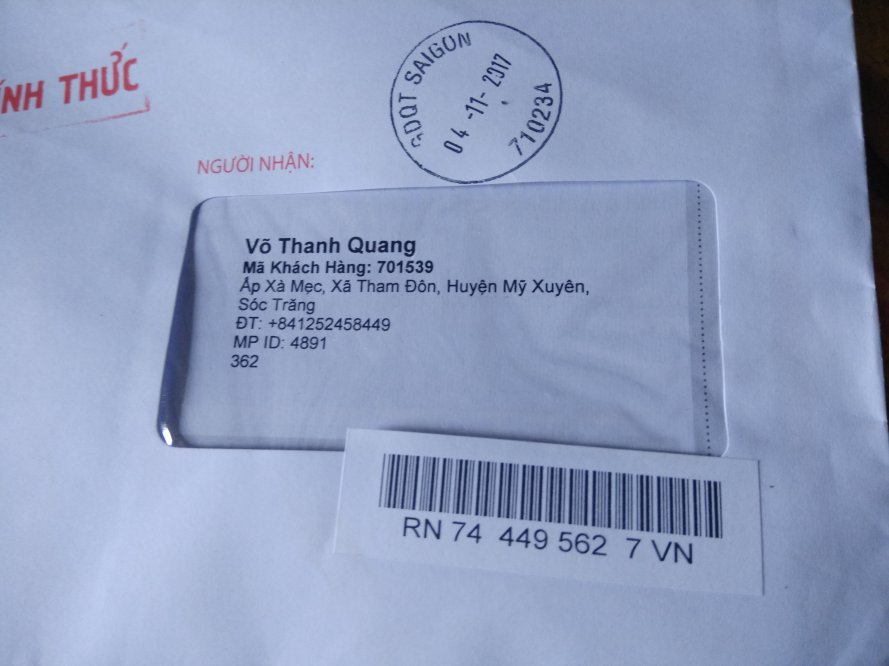 ÍNH THỨC
GDQT SAIGON
04-11-2017
710234
NGƯỜI NHẬN:
Võ Thanh Quang
Mã Khách Hàng: 701539
Ấp Xà Mẹc, Xã Tham Đôn, Huyện Mỹ Xuyên,
Sóc Trăng
ĐT: +841252458449
MP ID: 4891
362
RN 74 449 562 7 VN